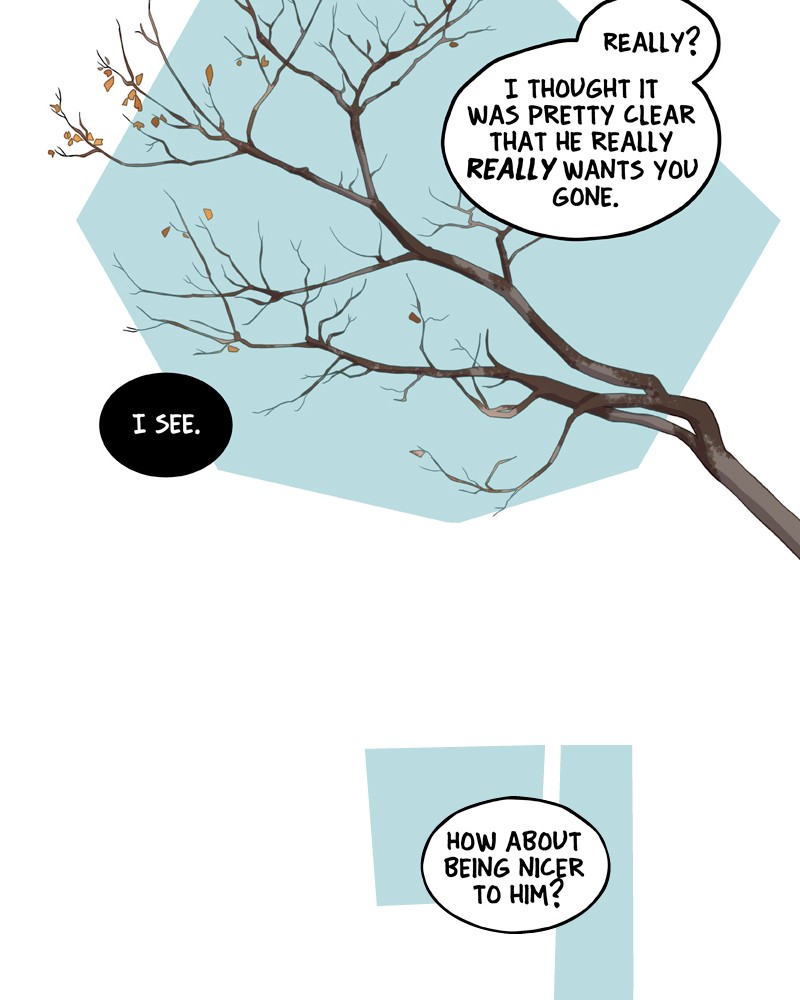 REALLY?
I THOUGHT IT
WAS PRETTY CLEAR
THAT HE REALLY
REALLY WANTS YOU
GONE.
I SEE.
HOW ABOUT
BEING NICER
TO HIM?